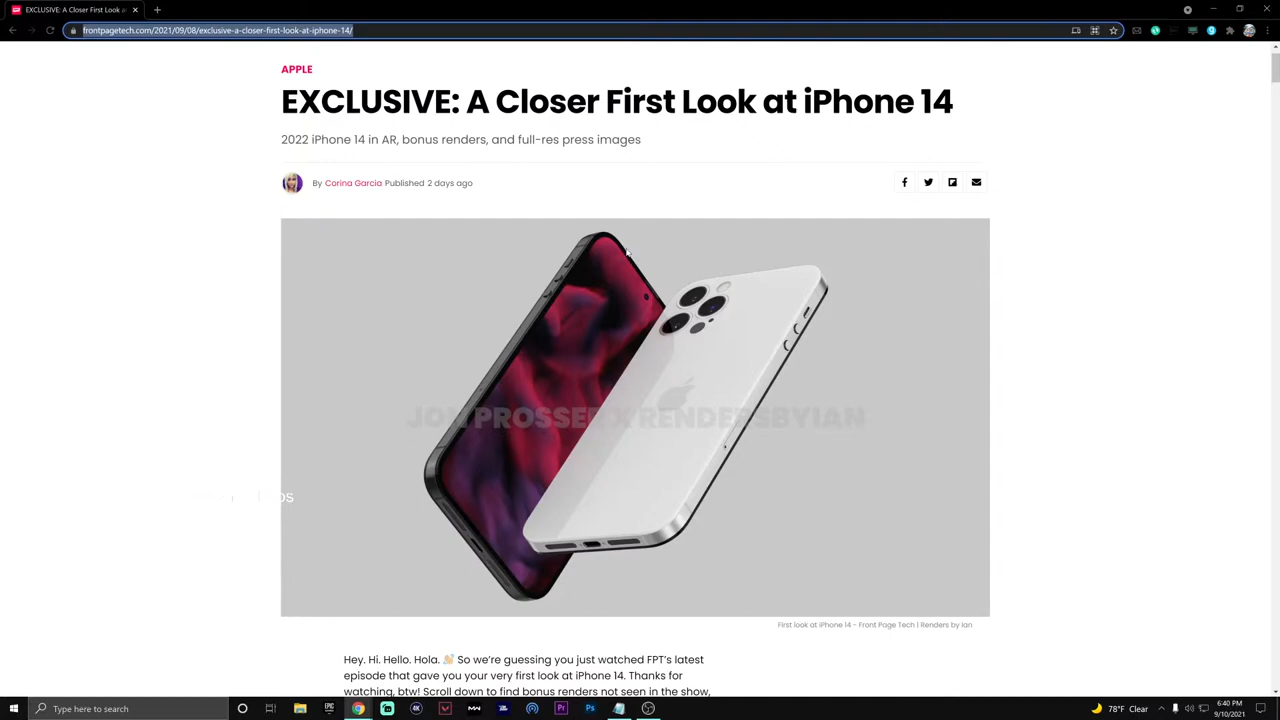 EXCLUSIVE: A Closer First Look at
frontpagetech.com/2021/09/08/exclusive-a-closer-first-look-at-iphone-14/
APPLE
EXCLUSIVE: A Closer First Look at iPhone 14
2022 iPhone 14 in AR, bonus renders, and full-res press images
By Corina Garcia Published 2 days ago
JON PROSSER X RENDERSBYIAN
First look at iPhone 14 - Front Page Tech | Renders by Ian
Hey. Hi. Hello. Hola. 👋🏼 So we’re guessing you just watched FPT’s latest
episode that gave you your very first look at iPhone 14. Thanks for
watching, btw! Scroll down to find bonus renders not seen in the show,
Type here to search
78°F Clear
6:40 PM
9/10/2021